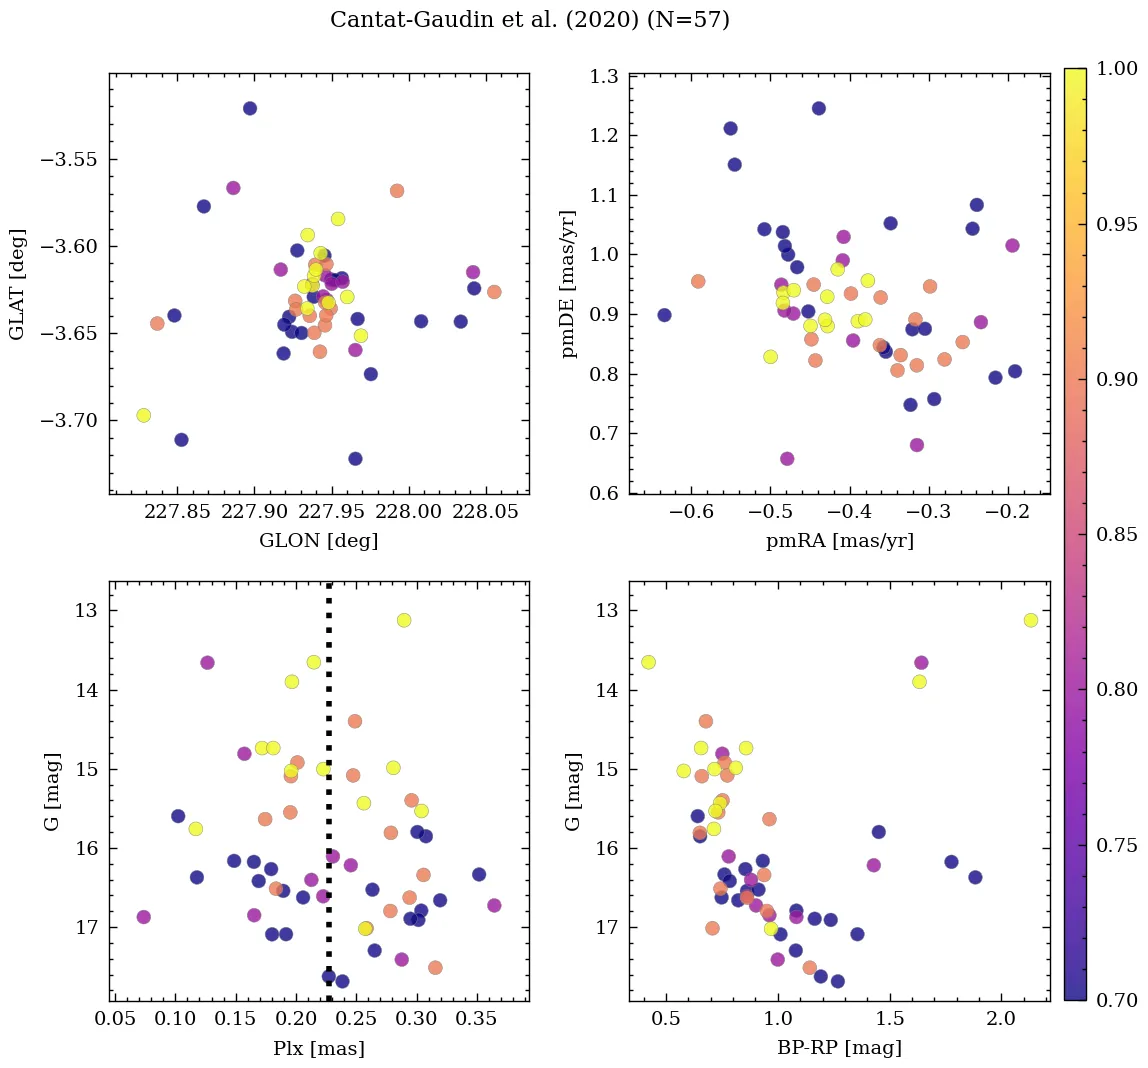 Cantat-Gaudin et al. (2020) (N=57)
−3.55
−3.60
−3.65
−3.70
GLAT [deg]
227.85 227.90 227.95 228.00 228.05
GLON [deg]
1.3
1.2
1.1
1.0
0.9
0.8
0.7
0.6
pmDE [mas/yr]
−0.6 −0.5 −0.4 −0.3 −0.2
pmRA [mas/yr]
13
14
15
16
17
G [mag]
0.05 0.10 0.15 0.20 0.25 0.30 0.35
Plx [mas]
13
14
15
16
17
G [mag]
0.5 1.0 1.5 2.0
BP-RP [mag]
1.00
0.95
0.90
0.85
0.80
0.75
0.70